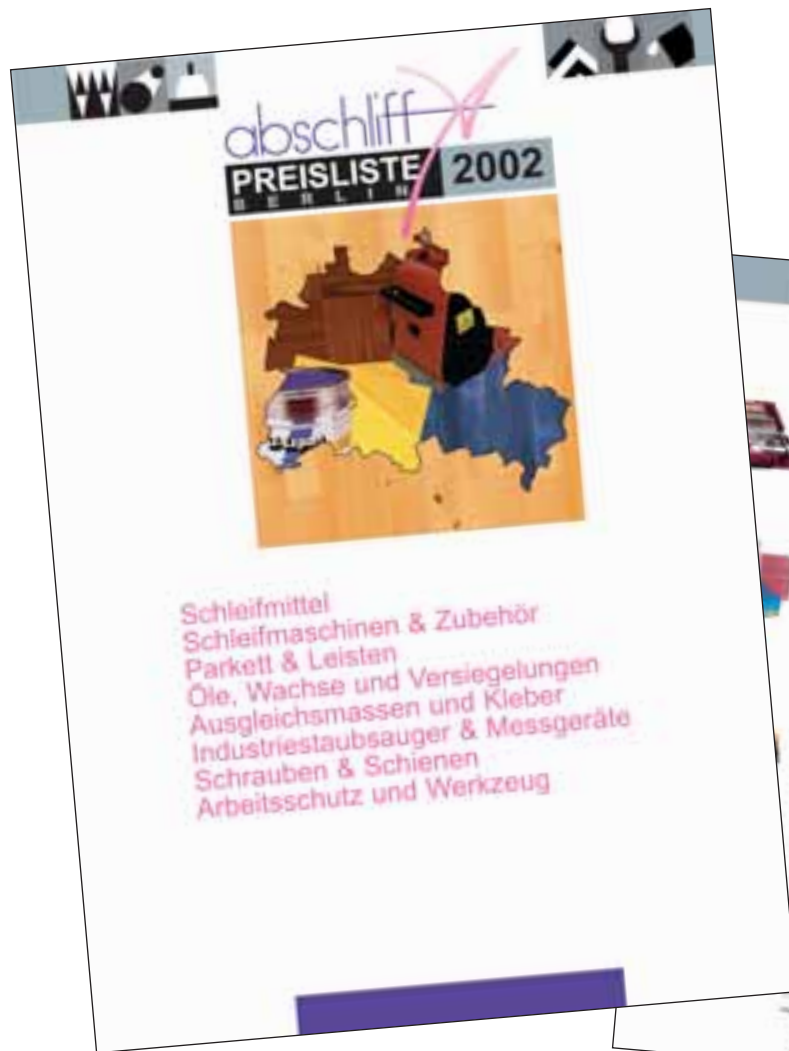 abschliff
PREISLISTE 2002
BERLIN
Schleifmittel
Schleifmaschinen & Zubehör
Parkett & Leisten
Öle, Wachse und Versiegelungen
Ausgleichsmassen und Kleber
Industriestaubsauger & Messgeräte
Schrauben & Schienen
Arbeitsschutz und Werkzeug